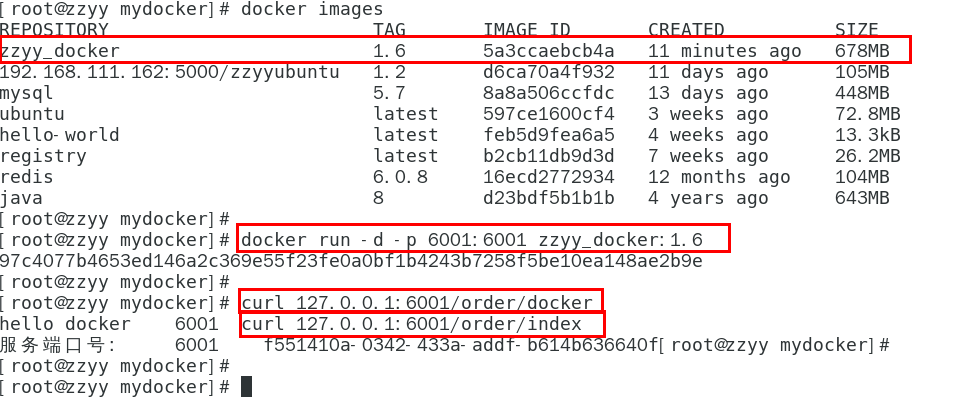 [root@zzyy mydocker]# docker images
REPOSITORY TAG IMAGE ID CREATED SIZE
zzyy_docker 1.6 5a3ccaebcb4a 11 minutes ago 678MB
192.168.111.162:5000/zzyyubuntu 1.2 d6ca70a4f932 11 days ago 105MB
mysql 5.7 8a8a506ccfdc 13 days ago 448MB
ubuntu latest 597ce1600cf4 3 weeks ago 72.8MB
hello-world latest feb5d9fea6a5 4 weeks ago 13.3kB
registry latest b2cb11db9d3d 7 weeks ago 26.2MB
redis 6.0.8 16ecd2772934 12 months ago 104MB
java 8 d23bdf5b1b1b 4 years ago 643MB
[root@zzyy mydocker]#
[root@zzyy mydocker]# docker run -d -p 6001:6001 zzyy_docker:1.6
97c4077b4653ed146a2c369e55f23fe0a0bf1b4243b7258f5be10ea148ae2b9e
[root@zzyy mydocker]#
[root@zzyy mydocker]# curl 127.0.0.1:6001/order/docker
hello docker 6001 curl 127.0.0.1:6001/order/index
服务端口号: 6001 f551410a-0342-433a-addf-b614b636640f[root@zzyy mydocker]#
[root@zzyy mydocker]#
[root@zzyy mydocker]#